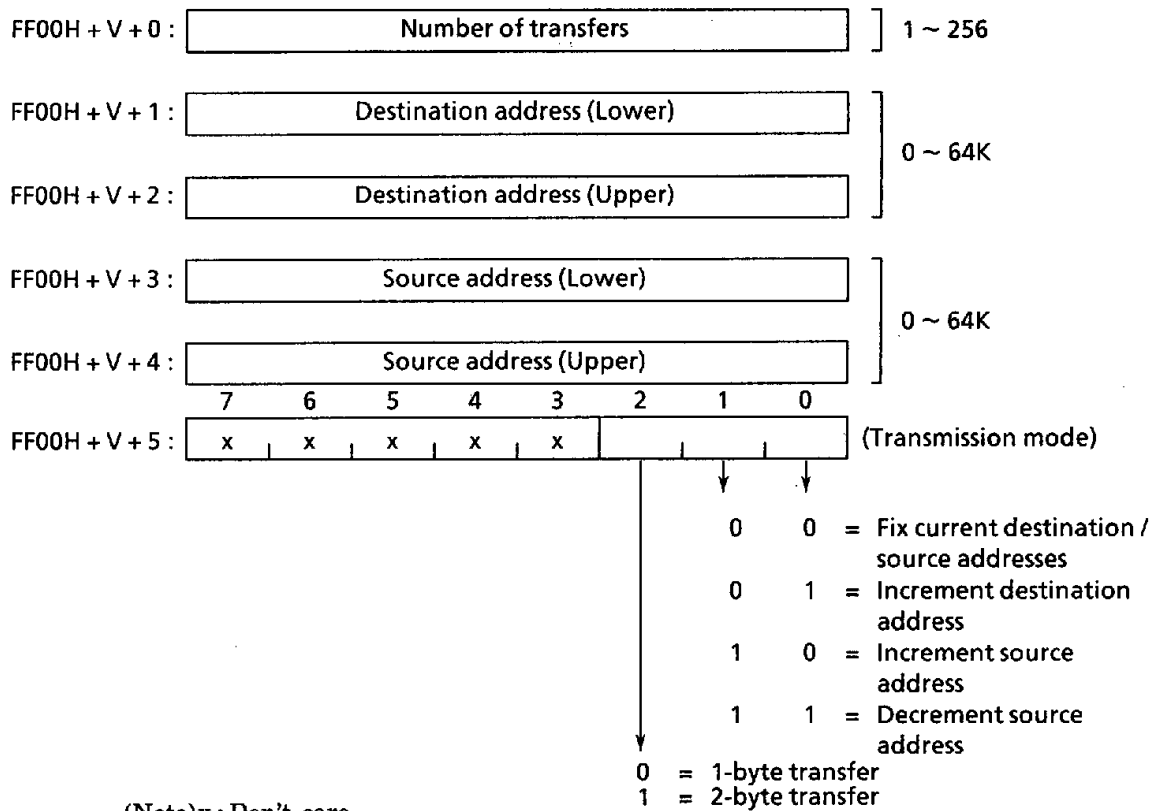 FF00H + V + 0 : Number of transfers 1 ~ 256
FF00H + V + 1 : Destination address (Lower)
0 ~ 64K
FF00H + V + 2 : Destination address (Upper)
FF00H + V + 3 : Source address (Lower)
0 ~ 64K
FF00H + V + 4 : Source address (Upper)
7 6 5 4 3 2 1 0
FF00H + V + 5 : x x x x x (Transmission mode)
0 0 = Fix current destination /
source addresses
0 1 = Increment destination
address
1 0 = Increment source
address
1 1 = Decrement source
address
0 = 1-byte transfer
1 = 2-byte transfer
(Note) x : Don't care